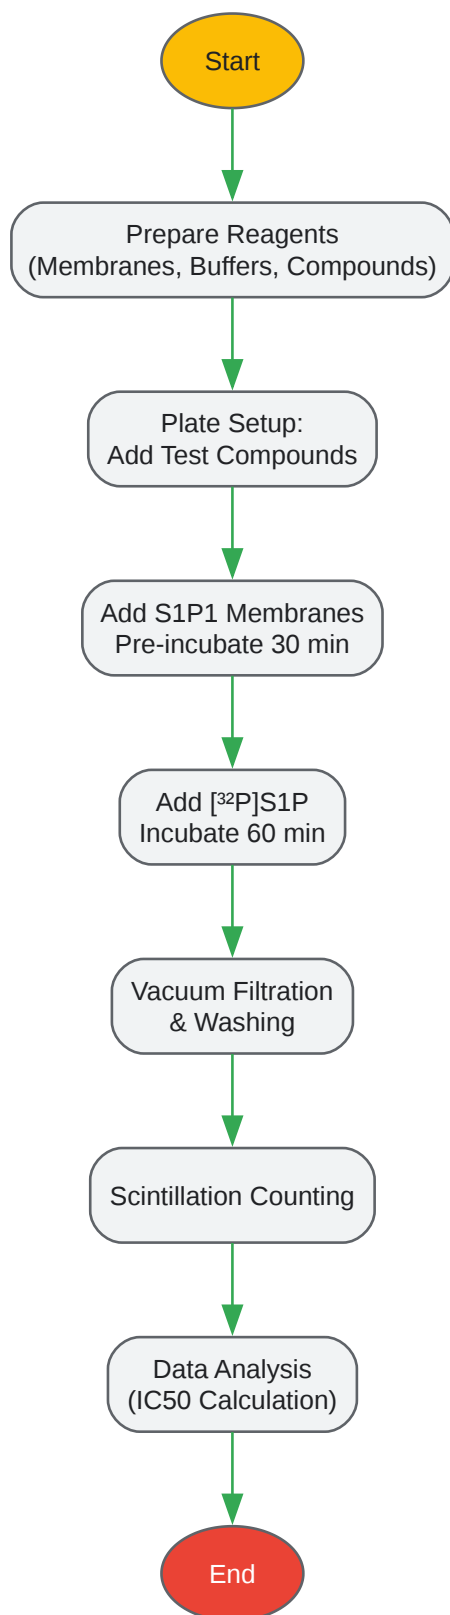 Start
Prepare Reagents
(Membranes, Buffers, Compounds)
Plate Setup:
Add Test Compounds
Add S1P1 Membranes
Pre-incubate 30 min
Add [³²P]S1P
Incubate 60 min
Vacuum Filtration
& Washing
Scintillation Counting
Data Analysis
(IC50 Calculation)
End